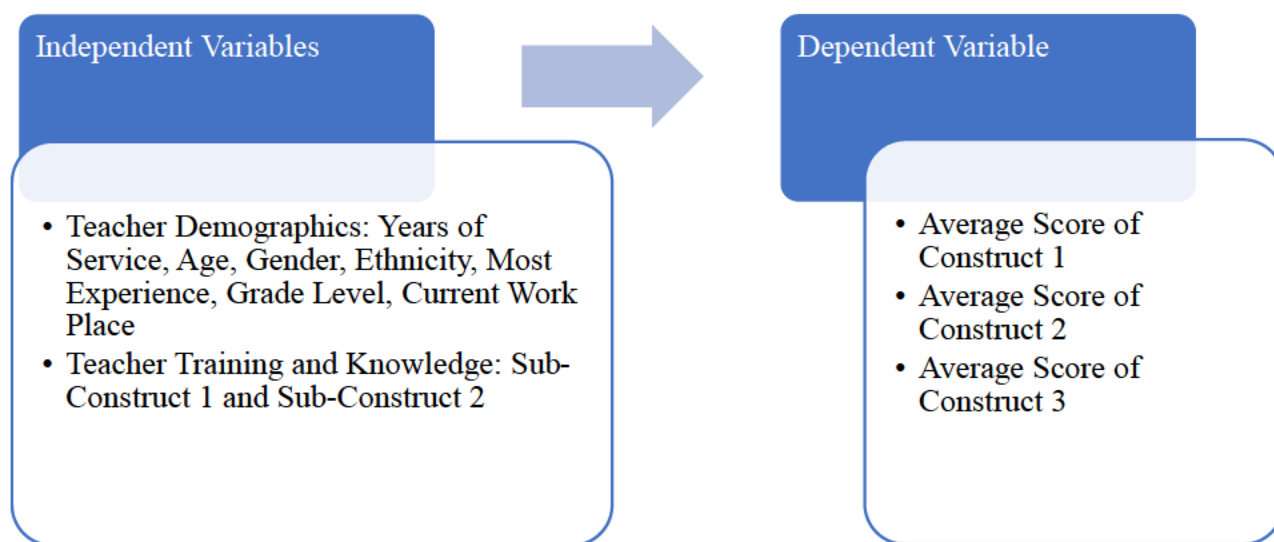 Independent Variables
• Teacher Demographics: Years of
Service, Age, Gender, Ethnicity, Most
Experience, Grade Level, Current Work
Place
• Teacher Training and Knowledge: Sub-
Construct 1 and Sub-Construct 2
Dependent Variable
• Average Score of
Construct 1
• Average Score of
Construct 2
• Average Score of
Construct 3